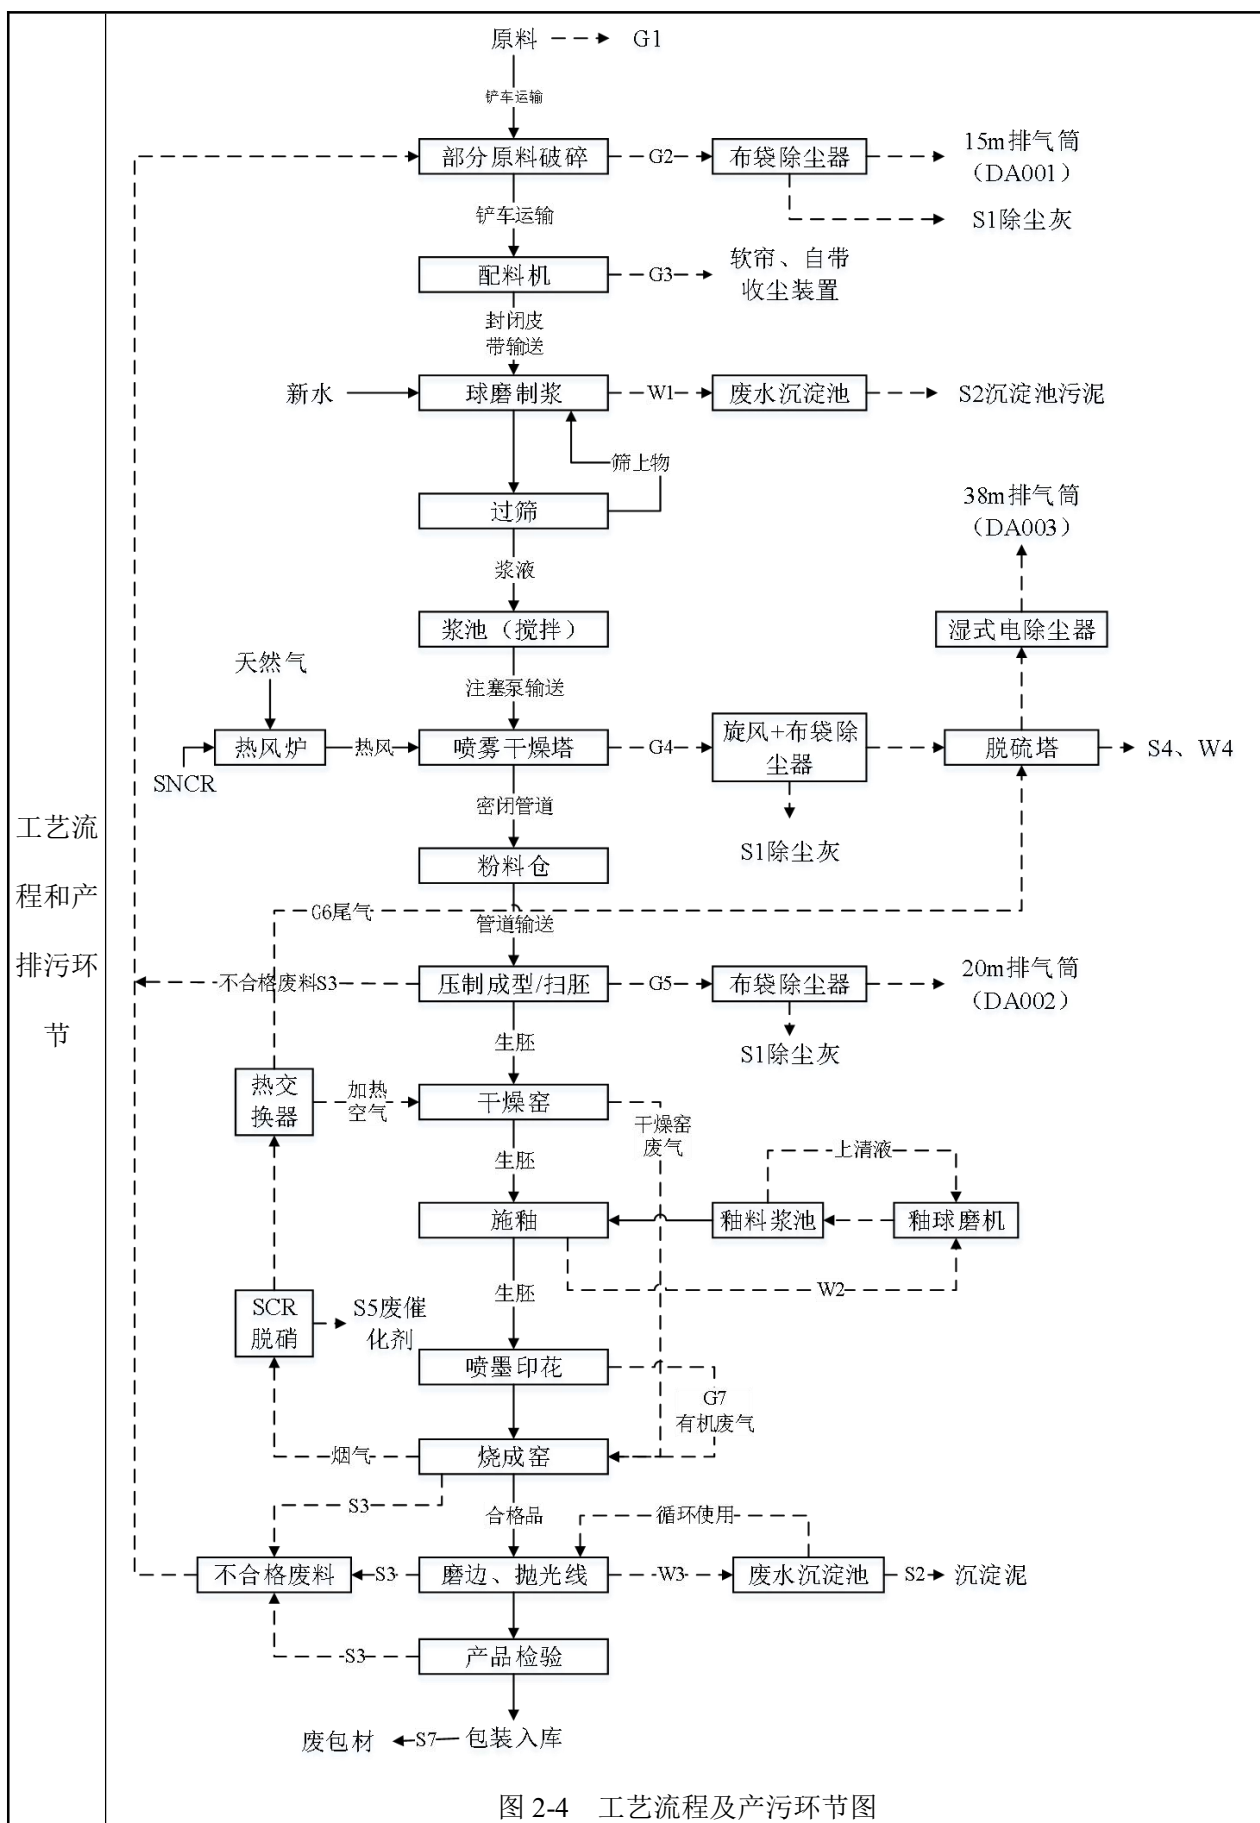 工艺流
程和产
排污环
节
原料
G1
铲车运输
部分原料破碎
G2
布袋除尘器
15m排气筒
（DA001）
S1除尘灰
铲车运输
配料机
G3
软帘、自带
收尘装置
封闭皮
带输送
新水
球磨制浆
W1
废水沉淀池
S2沉淀池污泥
筛上物
过筛
38m排气筒
（DA003）
浆液
浆池（搅拌）
湿式电除尘器
天然气
注塞泵输送
热风炉
热风
喷雾干燥塔
G4
旋风+布袋除
尘器
脱硫塔
S4、W4
SNCR
密闭管道
S1除尘灰
粉料仓
G6尾气
管道输送
不合格废料S3
压制成型/扫胚
G5
布袋除尘器
20m排气筒
（DA002）
生胚
S1除尘灰
热交
换器
加热
空气
干燥窑
干燥窑
废气
生胚
上清液
施釉
釉料浆池
釉球磨机
生胚
W2
SCR
脱硝
S5废催
化剂
喷墨印花
G7
有机废气
烟气
烧成窑
S3
合格品
循环使用
不合格废料
S3
磨边、抛光线
W3
废水沉淀池
S2
沉淀泥
S3
产品检验
废包材
S7
包装入库
图 2-4 工艺流程及产污环节图